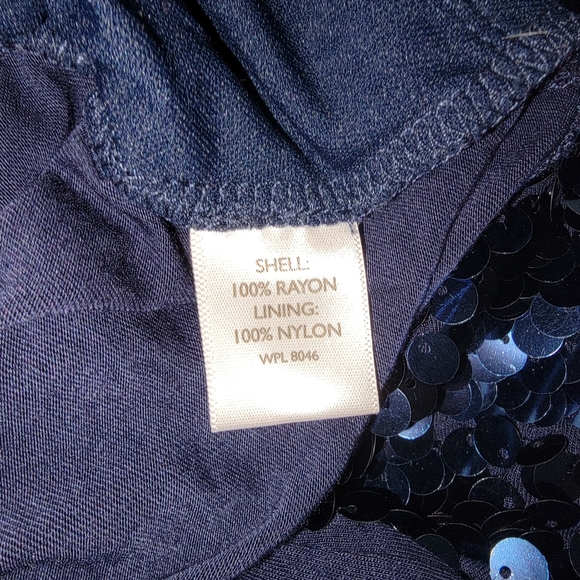 SHELL:
100% RAYON
LINING:
100% NYLON
WPL 8046